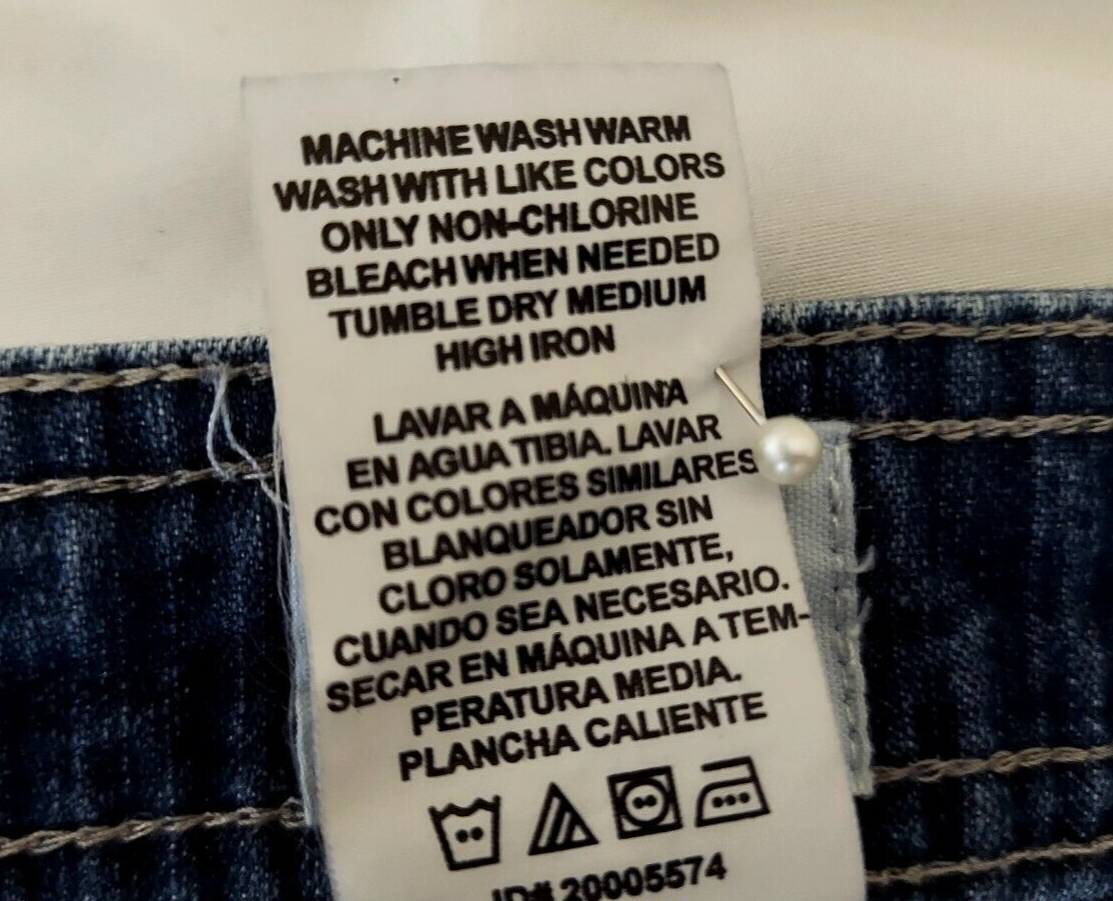 MACHINE WASH WARM
WASH WITH LIKE COLORS
ONLY NON-CHLORINE
BLEACH WHEN NEEDED
TUMBLE DRY MEDIUM
HIGH IRON
LAVAR A MÁQUINA
EN AGUA TIBIA. LAVAR
CON COLORES SIMILARES
BLANQUEADOR SIN
CLORO SOLAMENTE,
CUANDO SEA NECESARIO.
SECAR EN MÁQUINA A TEM-
PERATURA MEDIA.
PLANCHA CALIENTE
ID# 20005574